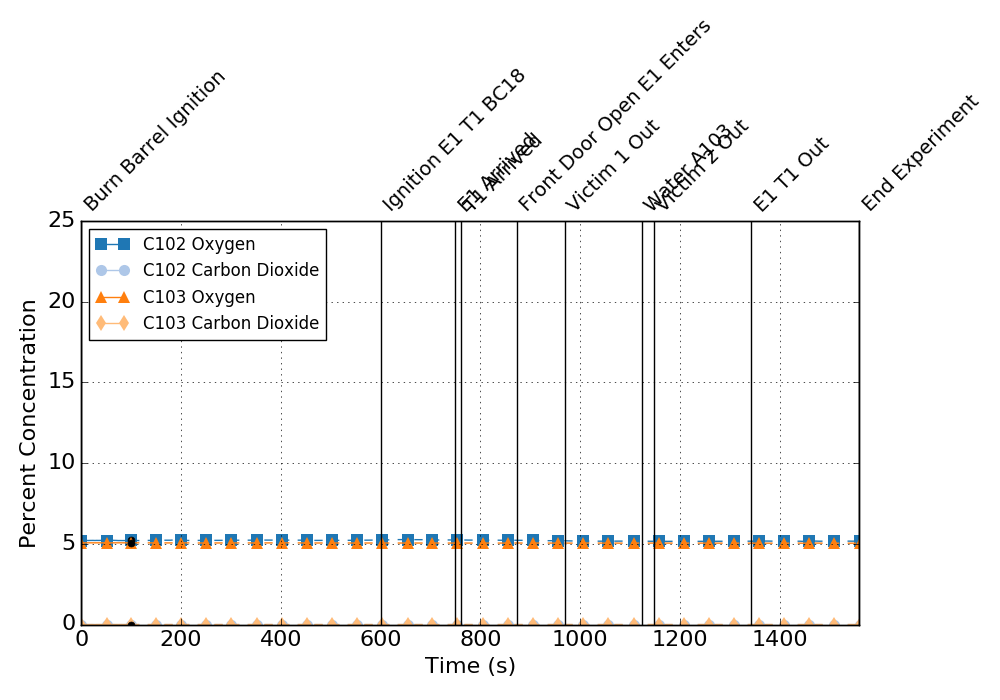 Burn Barrel Ignition
Ignition E1 T1 BC18
E1 Arrived
T1 Arrived
Front Door Open E1 Enters
Victim 1 Out
Water A103
Victim 2 Out
E1 T1 Out
End Experiment
25
20
15
10
5
0
Percent Concentration
C102 Oxygen
C102 Carbon Dioxide
C103 Oxygen
C103 Carbon Dioxide
0 200 400 600 800 1000 1200 1400
Time (s)